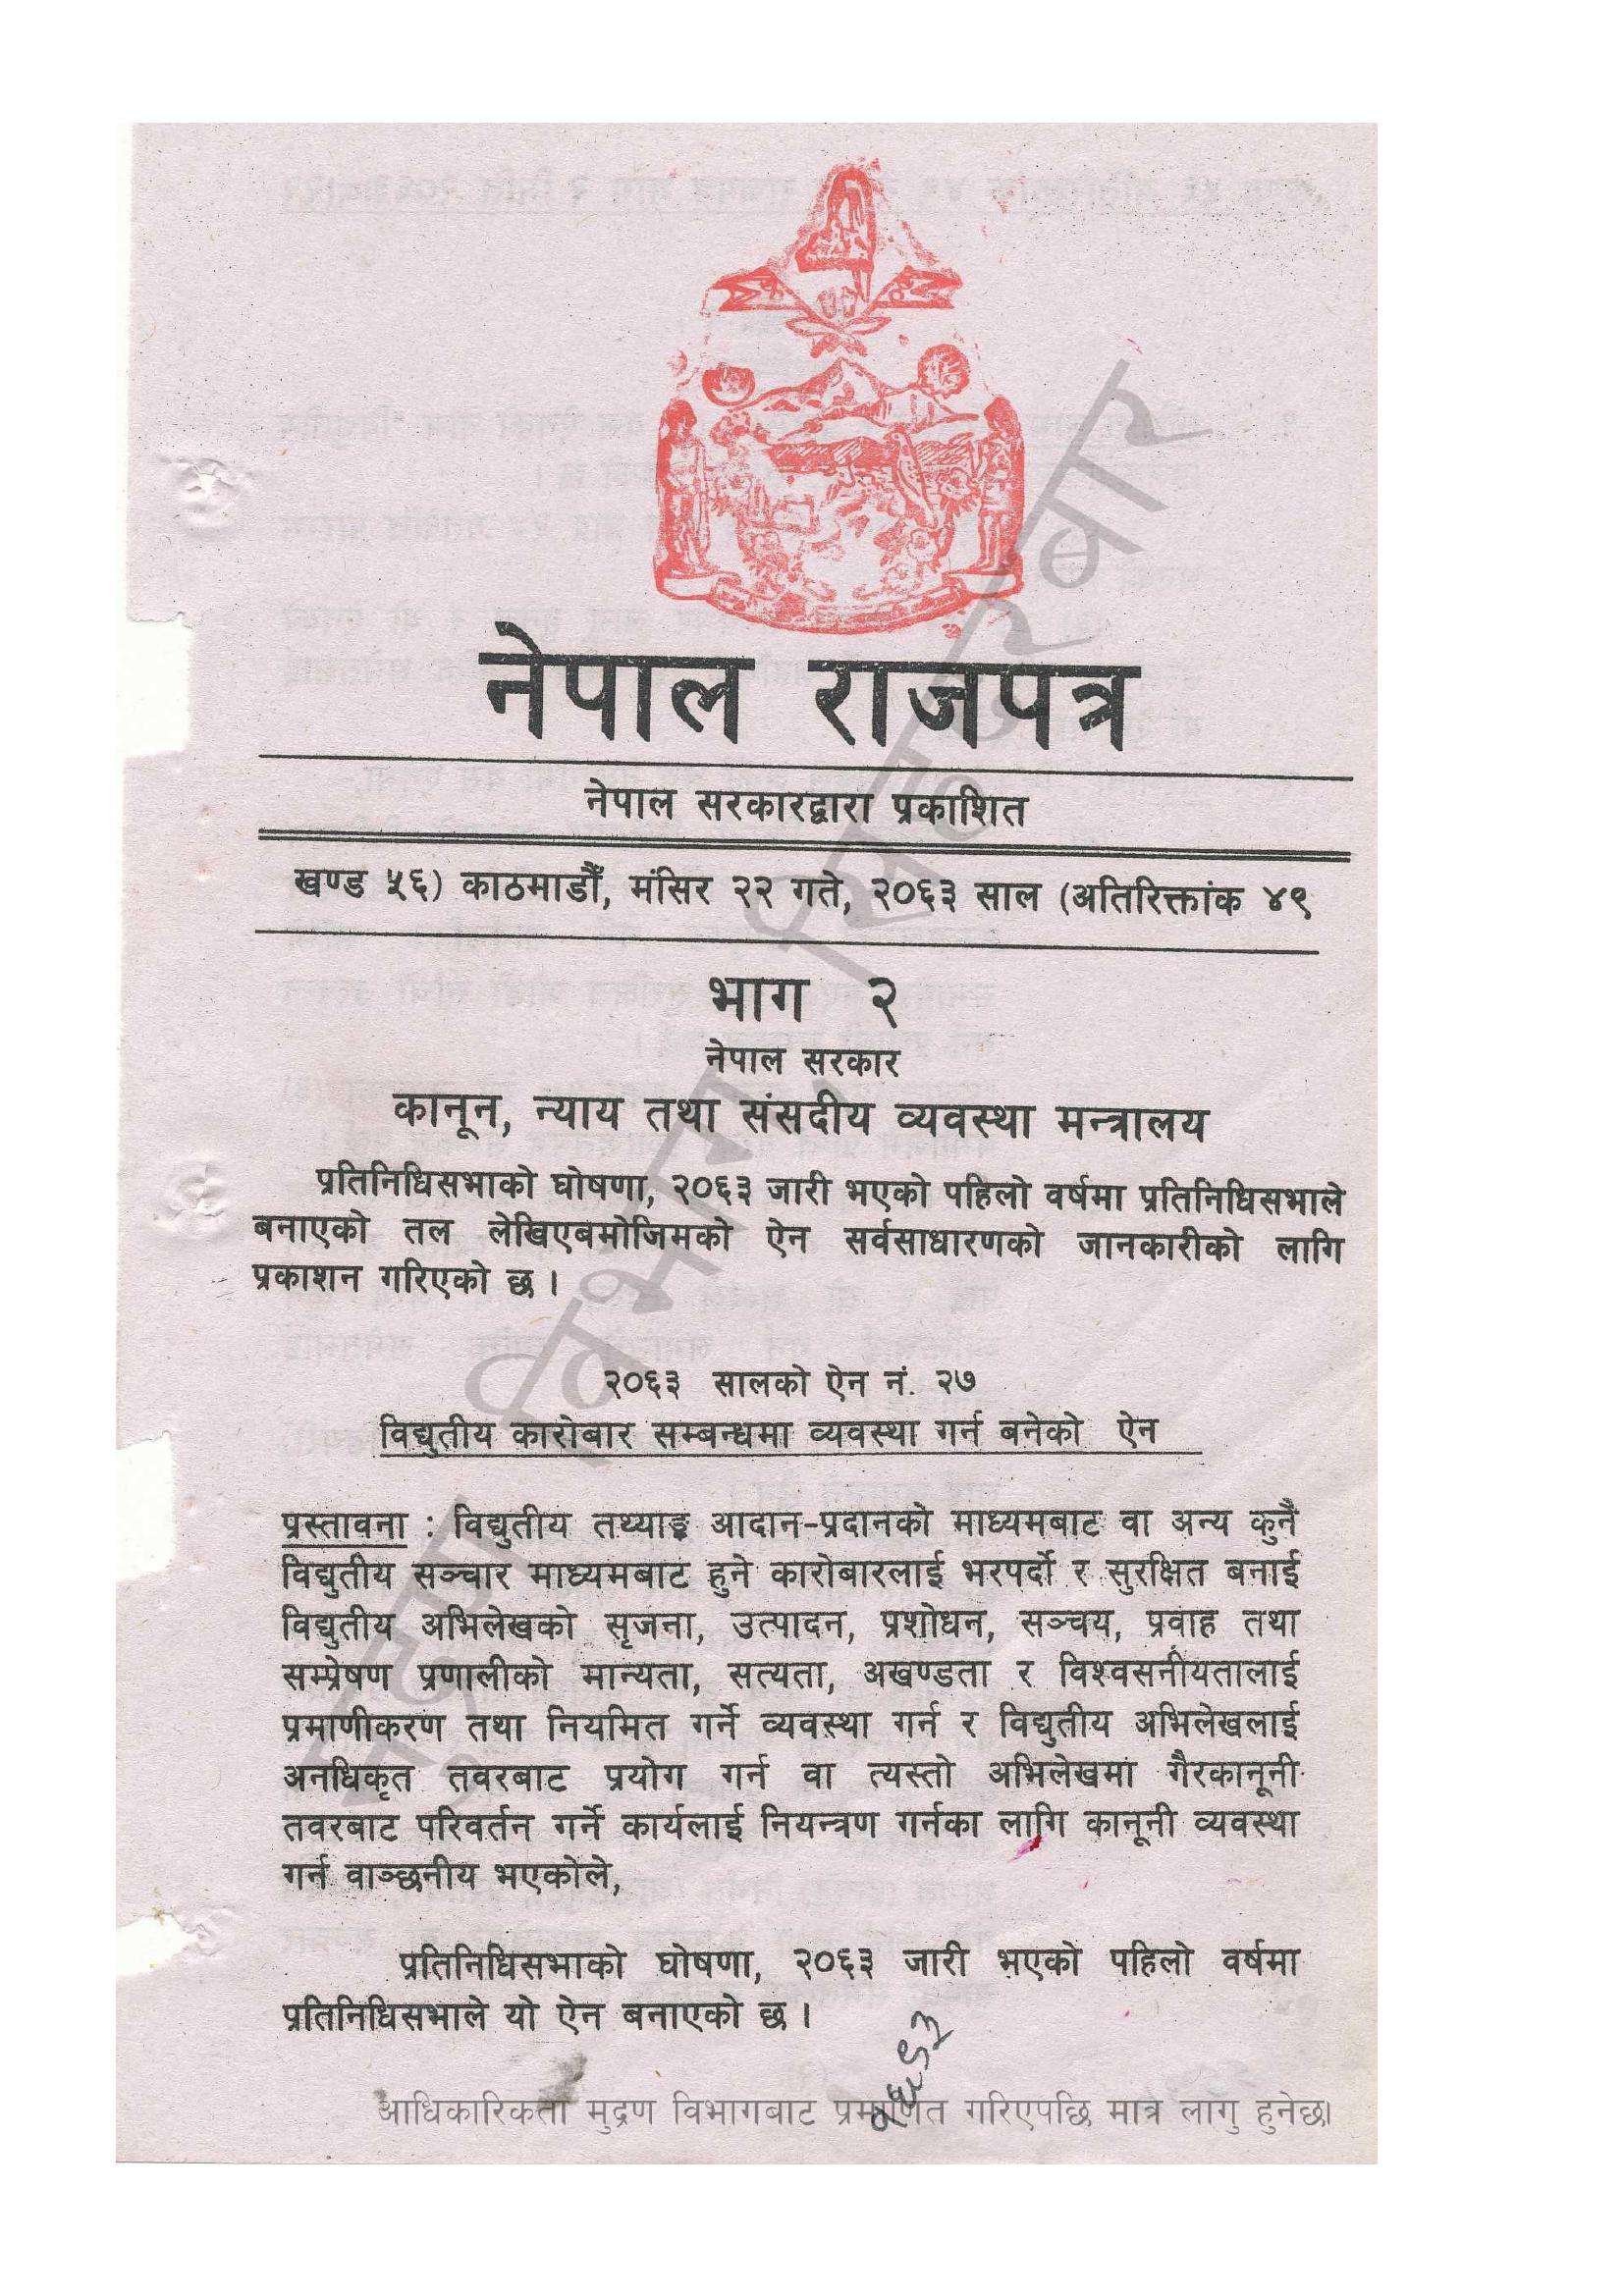 नेपाल राजपत्र
नेपाल सरकारद्वारा प्रकाशित
खण्ड ५६) काठमाडौं, मंसिर २२ गते, २०६३ साल (अतिरिक्तांक ४९
भाग २
नेपाल सरकार
कानून, न्याय तथा संसदीय व्यवस्था मन्त्रालय
प्रतिनिधिसभाको घोषणा, २०६३ जारी भएको पहिलो वर्षमा प्रतिनिधिसभाले
बनाएको तल लेखिएबमोजिमको ऐन सर्वसाधारणको जानकारीको लागि
प्रकाशन गरिएको छ ।
२०६३ सालको ऐन नं. २७
विद्युतीय कारोबार सम्बन्धमा व्यवस्था गर्न बनेको ऐन
प्रस्तावना : विद्युतीय तथ्याङ्क आदान-प्रदानको माध्यमबाट वा अन्य कुनै
विद्युतीय सञ्चार माध्यमबाट हुने कारोबारलाई भरपर्दो र सुरक्षित बनाई
विद्युतीय अभिलेखको सृजना, उत्पादन, प्रशोधन, सञ्चय, प्रवाह तथा
सम्प्रेषण प्रणालीको मान्यता, सत्यता, अखण्डता र विश्वसनीयतालाई
प्रमाणीकरण तथा नियमित गर्ने व्यवस्था गर्न र विद्युतीय अभिलेखलाई
अनधिकृत तवरबाट प्रयोग गर्न वा त्यस्तो अभिलेखमा गैरकानूनी
तवरबाट परिवर्तन गर्ने कार्यलाई नियन्त्रण गर्नका लागि कानूनी व्यवस्था
गर्न वाञ्छनीय भएकोले,
प्रतिनिधिसभाको घोषणा, २०६३ जारी भएको पहिलो वर्षमा
प्रतिनिधिसभाले यो ऐन बनाएको छ ।
आधिकारिकता मुद्रण विभागबाट प्रमाणित गरिएपछि मात्र लागु हुनेछ।
मुद्रण विभाग, सिंहदरबार